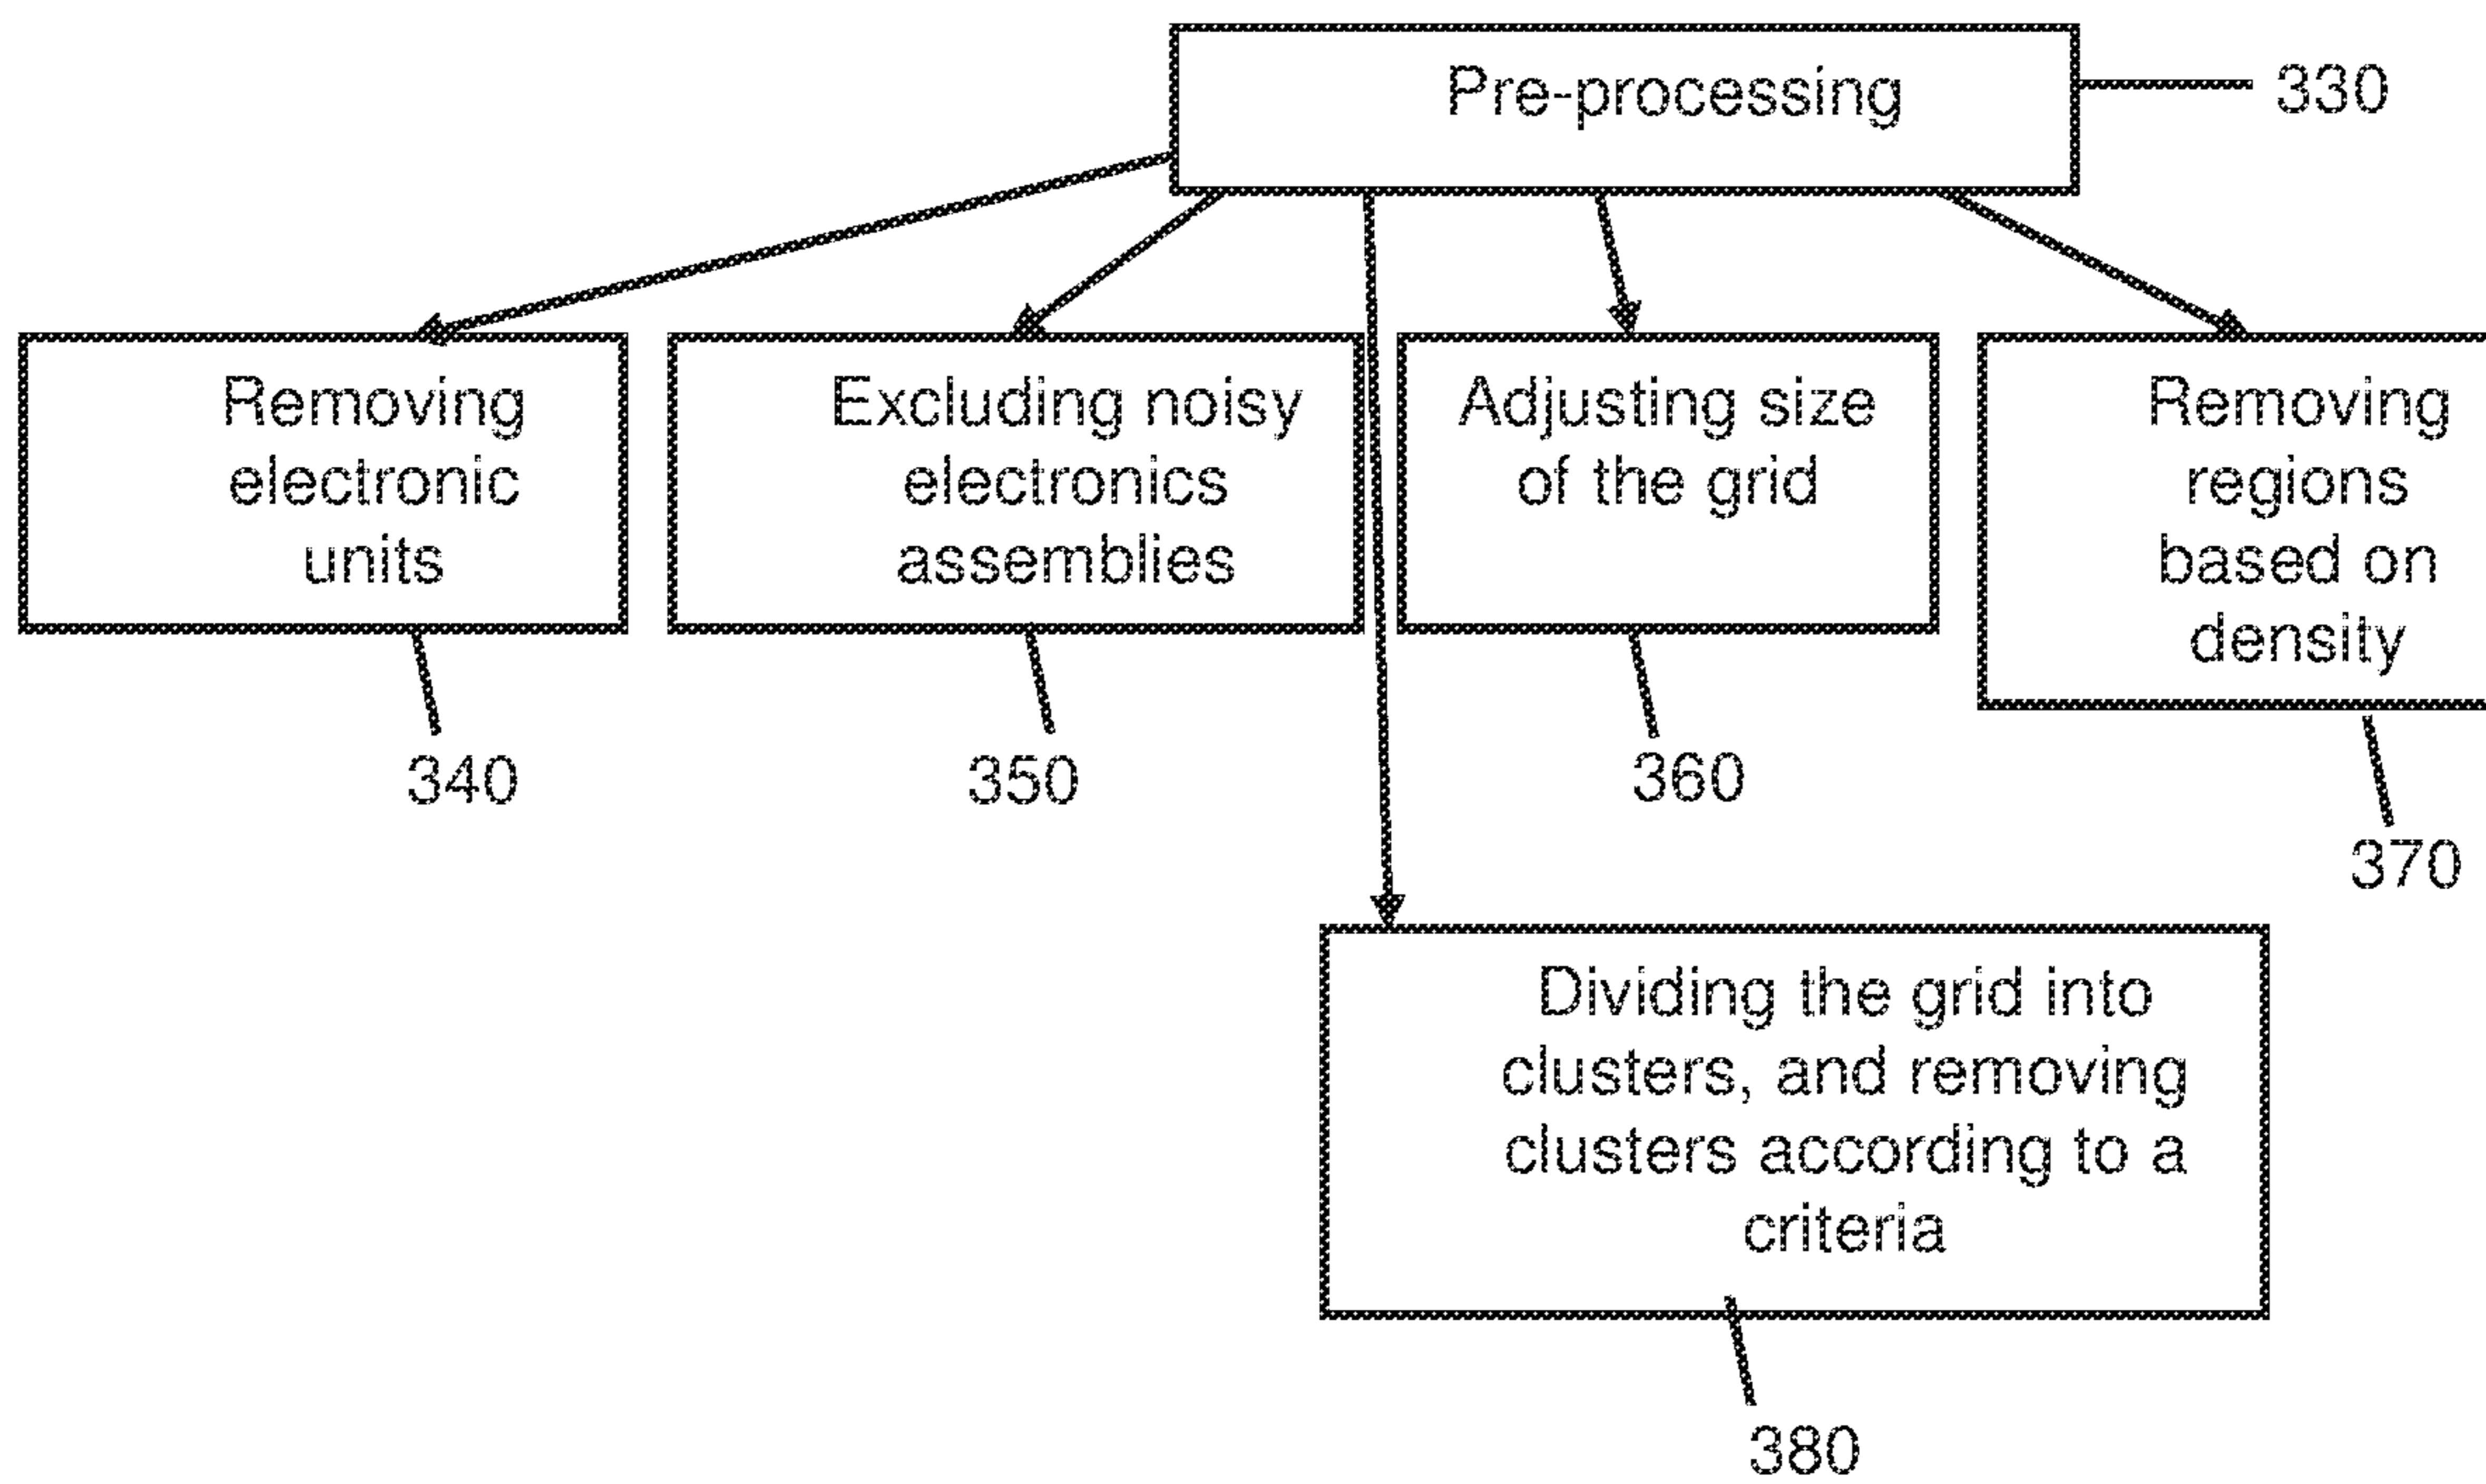 Pre-processing
330
Removing
electronic
units
340
Excluding noisy
electronics
assemblies
350
Adjusting size
of the grid
360
Removing
regions
based on
density
370
Dividing the grid into
clusters, and removing
clusters according to a
criteria
380